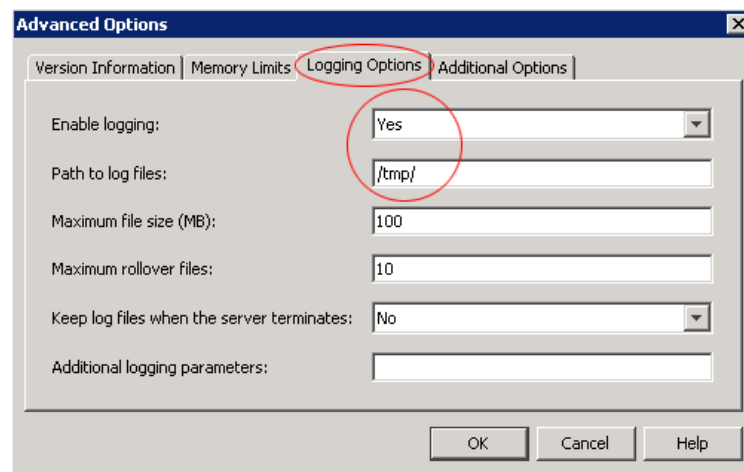 Advanced Options
Version Information Memory Limits Logging Options Additional Options
Enable logging: Yes
Path to log files: /tmp/
Maximum file size (MB): 100
Maximum rollover files: 10
Keep log files when the server terminates: No
Additional logging parameters:
OK Cancel Help